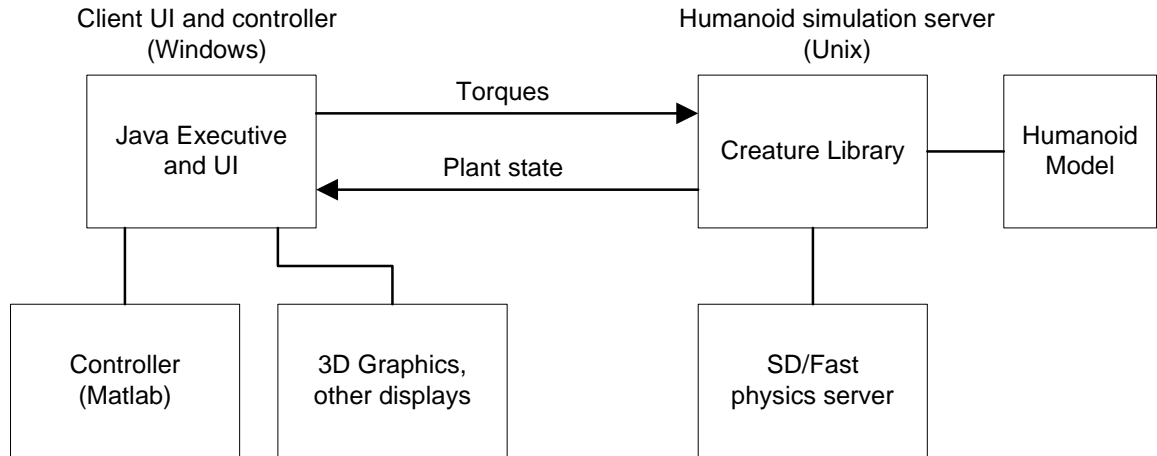 Client UI and controller
(Windows)
Humanoid simulation server
(Unix)
Java Executive
and UI
Torques
Plant state
Creature Library
Humanoid
Model
Controller
(Matlab)
3D Graphics,
other displays
SD/Fast
physics server